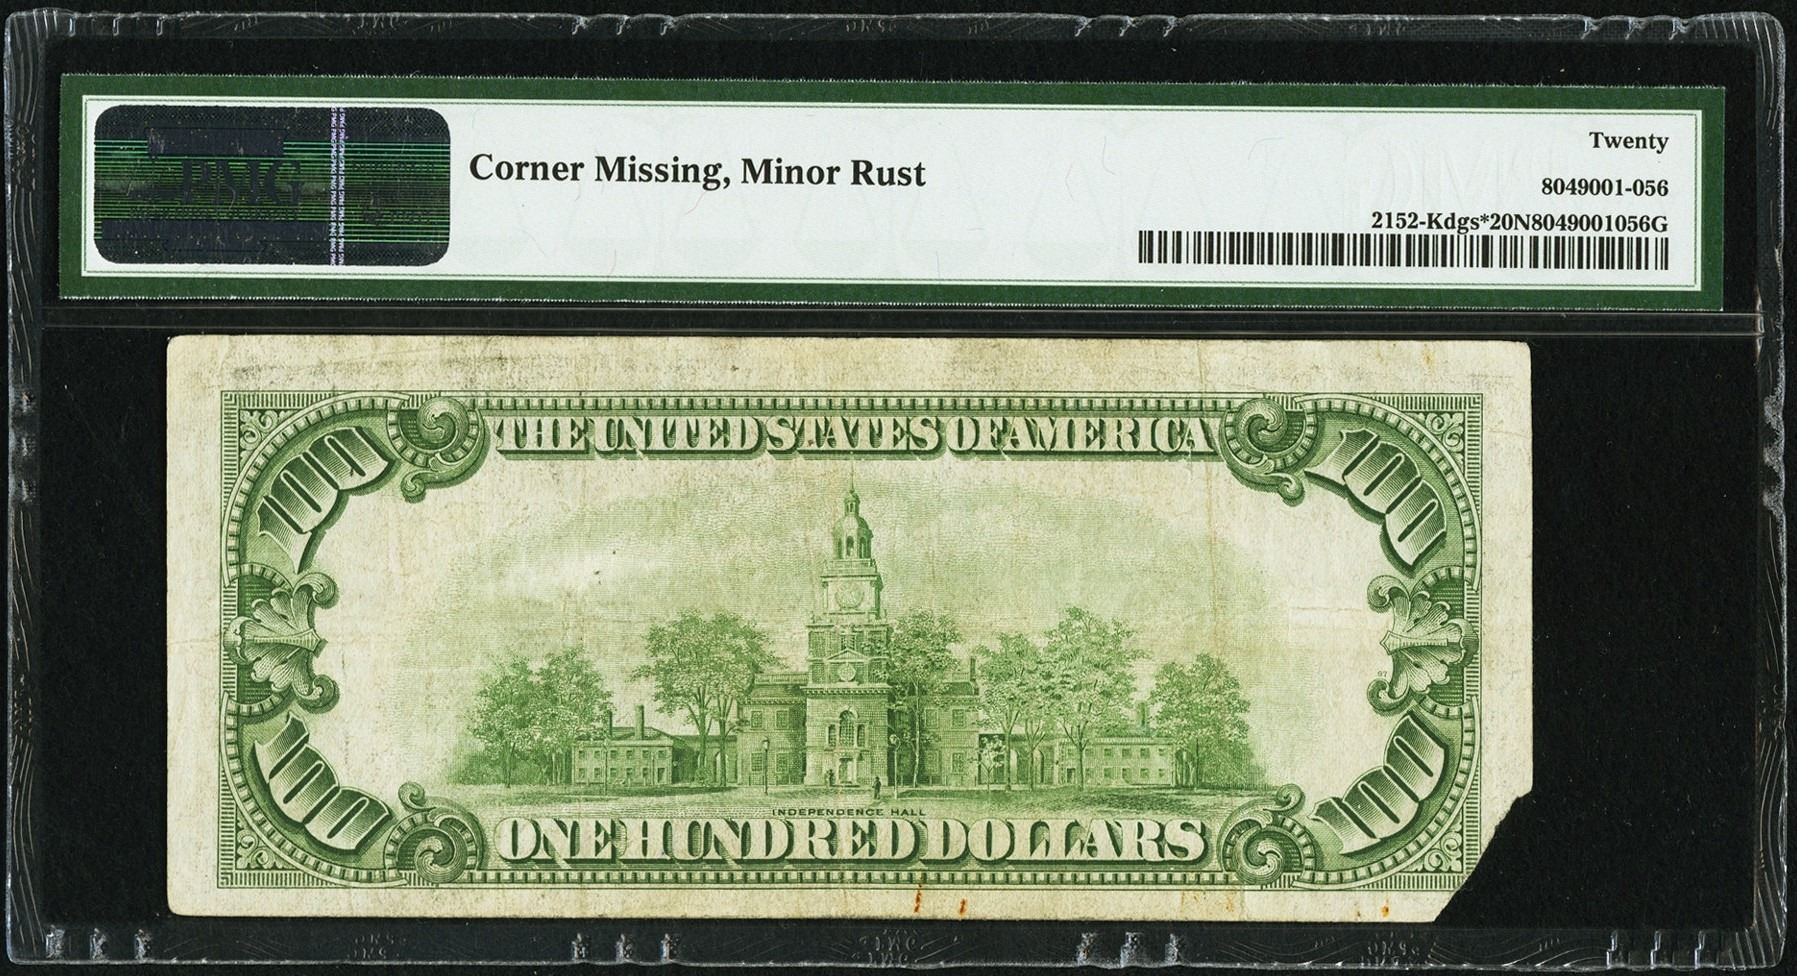 PMG
Corner Missing, Minor Rust
Twenty
8049001-056
2152-Kdgs*20N8049001056G
THE UNITED STATES OF AMERICA
100
100
INDEPENDENCE HALL
100
100
ONE HUNDRED DOLLARS